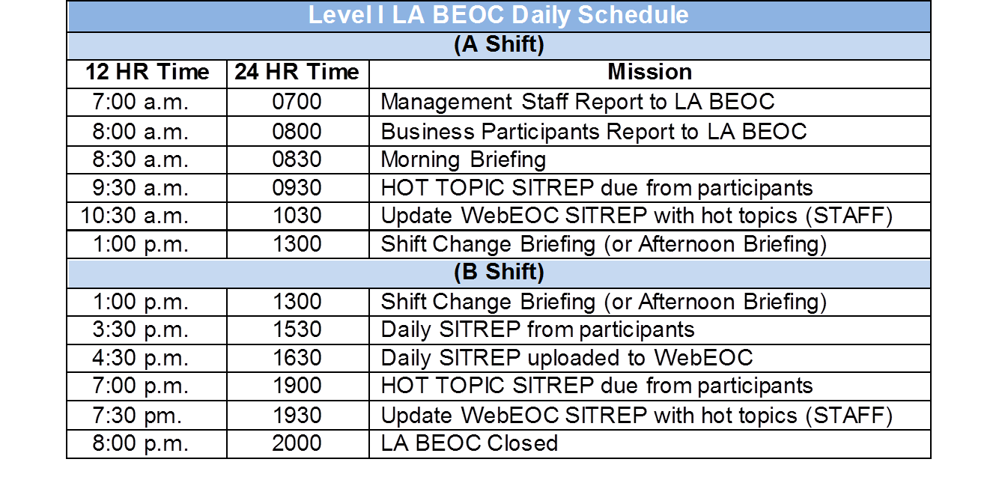 Level I LA BEOC Daily Schedule
(A Shift)
12 HR Time 24 HR Time Mission
7:00 a.m. 0700 Management Staff Report to LA BEOC
8:00 a.m. 0800 Business Participants Report to LA BEOC
8:30 a.m. 0830 Morning Briefing
9:30 a.m. 0930 HOT TOPIC SITREP due from participants
10:30 a.m. 1030 Update WebEOC SITREP with hot topics (STAFF)
1:00 p.m. 1300 Shift Change Briefing (or Afternoon Briefing)
(B Shift)
1:00 p.m. 1300 Shift Change Briefing (or Afternoon Briefing)
3:30 p.m. 1530 Daily SITREP from participants
4:30 p.m. 1630 Daily SITREP uploaded to WebEOC
7:00 p.m. 1900 HOT TOPIC SITREP due from participants
7:30 pm. 1930 Update WebEOC SITREP with hot topics (STAFF)
8:00 p.m. 2000 LA BEOC Closed